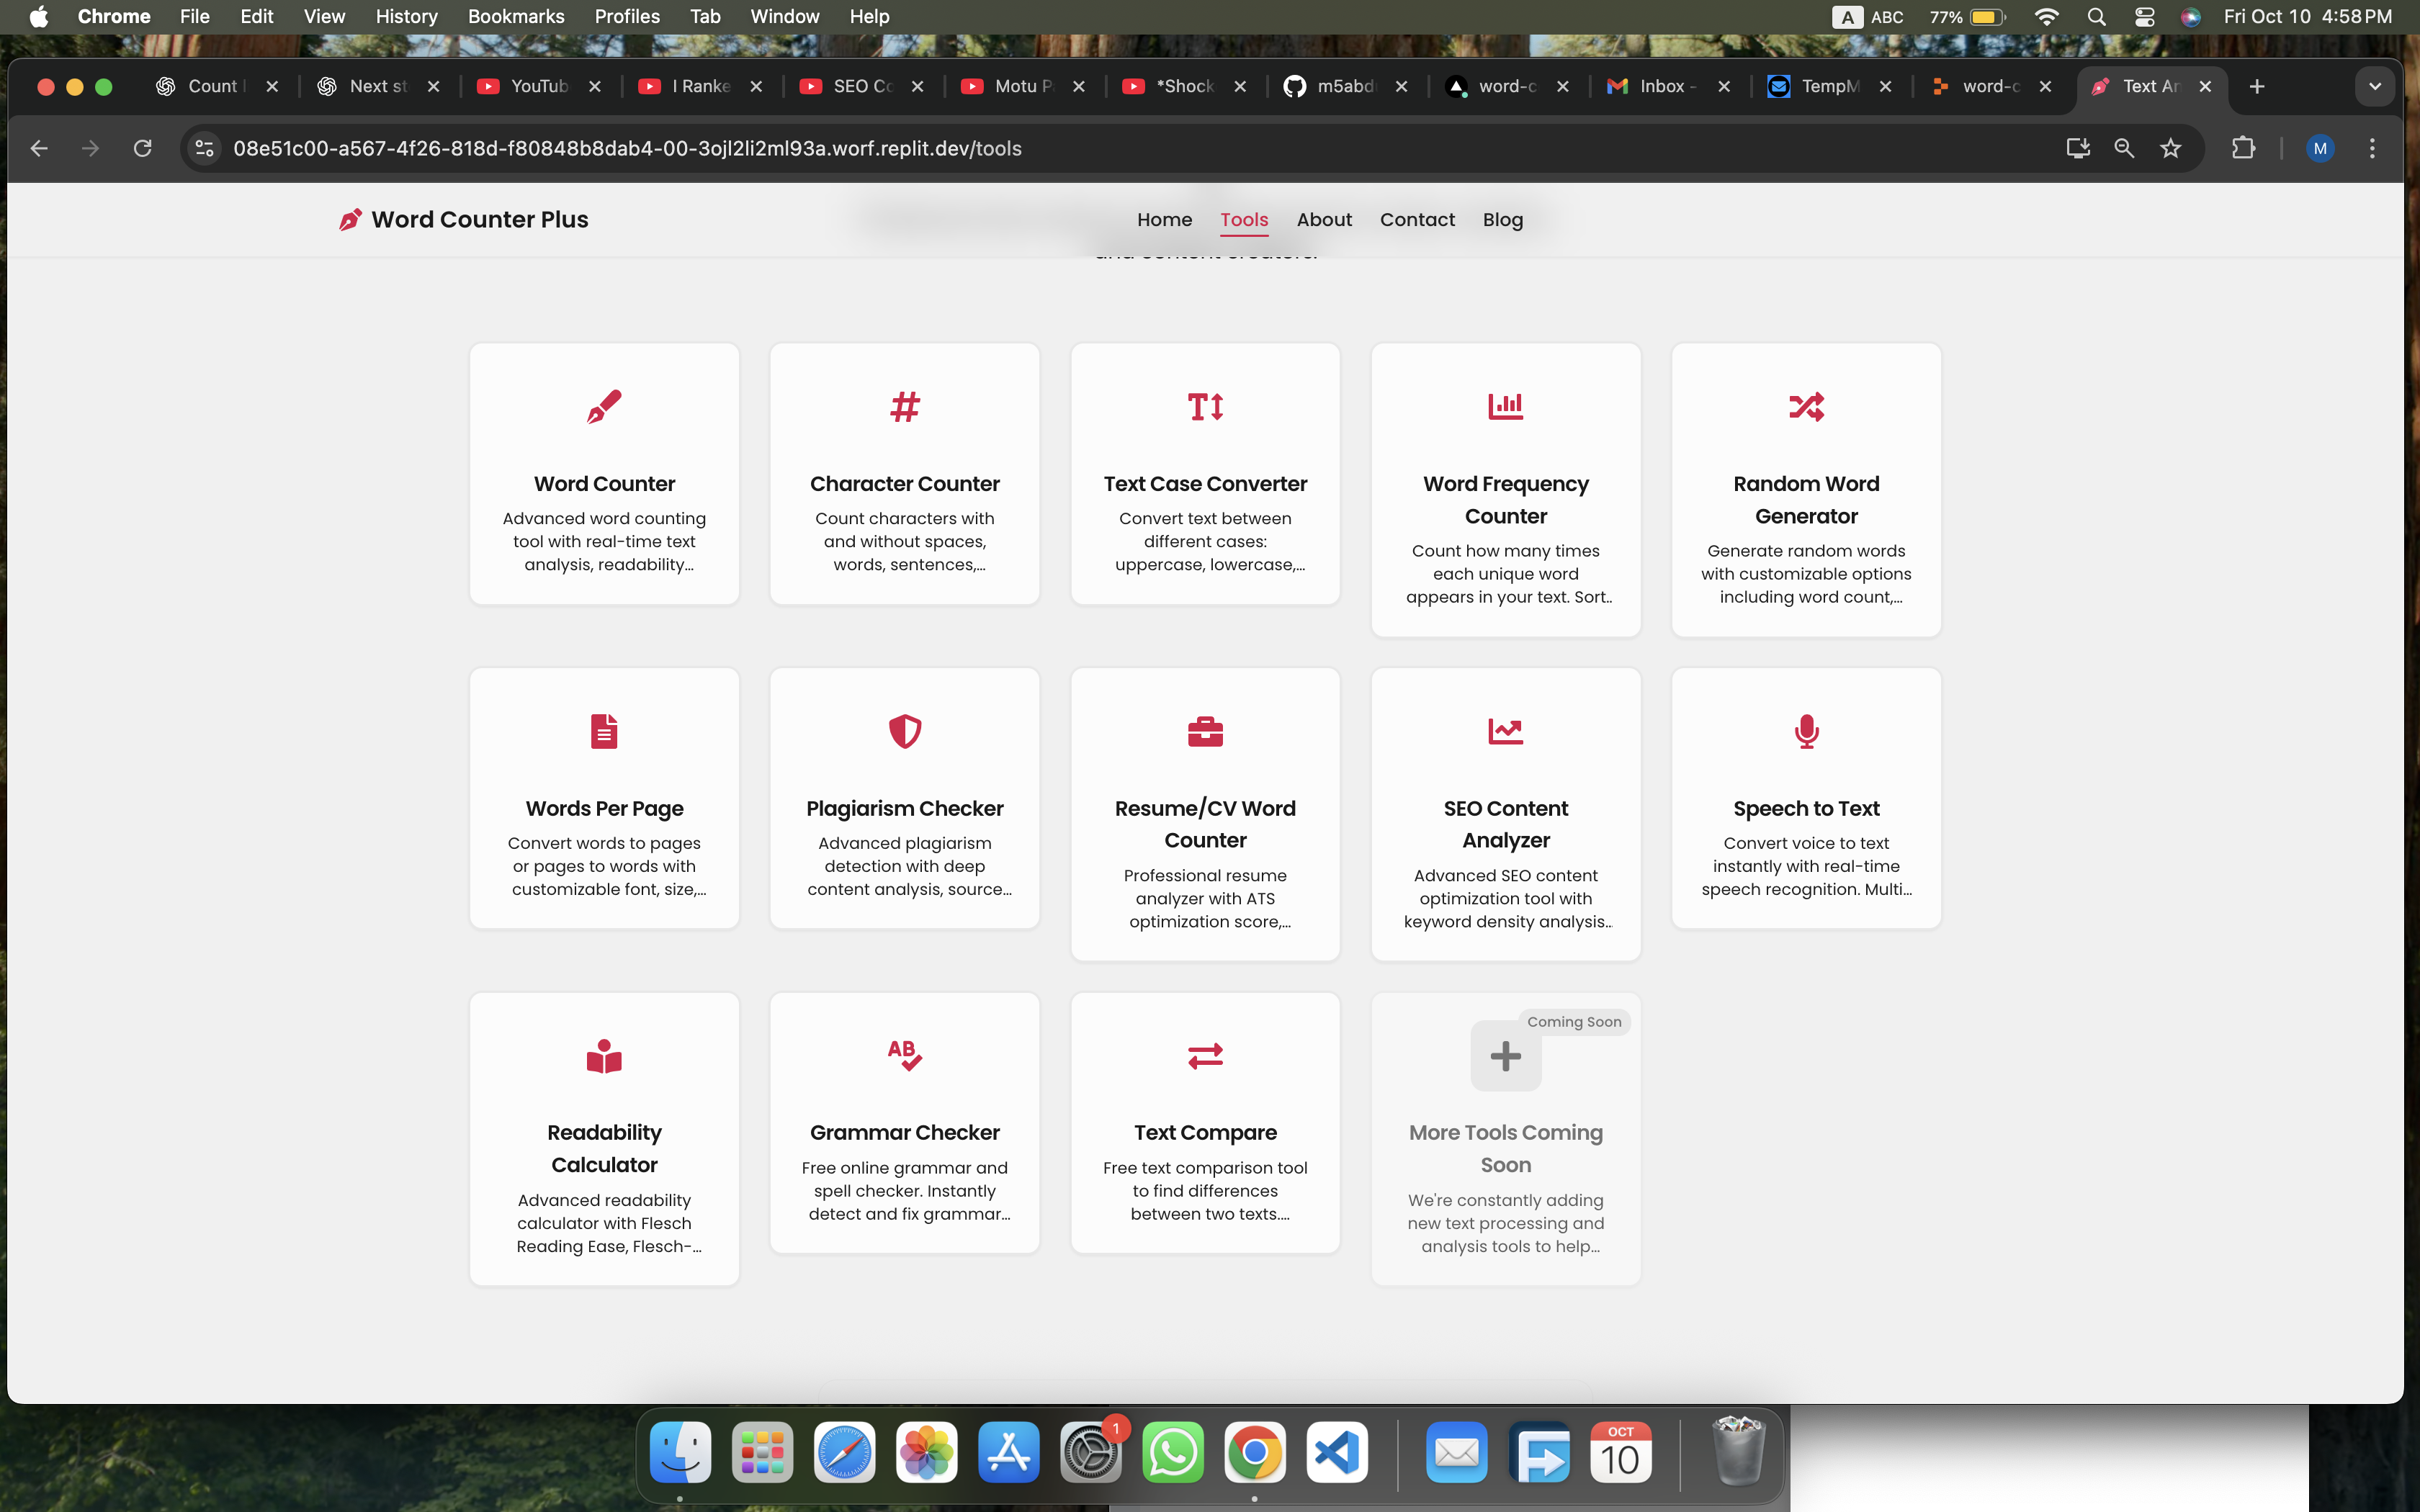 Chrome File Edit View History Bookmarks Profiles Tab Window Help
A ABC 77% Fri Oct 10 4:58 PM
Count Next st YouTub I Ranke SEO Co Motu P *Shock m5abd word-c Inbox - TempM word-c Text An
08e51c00-a567-4f26-818d-f80848b8dab4-00-3ojl2li2ml93a.worf.replit.dev/tools
M
Word Counter Plus
Home Tools About Contact Blog
and content creators.
Word Counter
Advanced word counting
tool with real-time text
analysis, readability...
Character Counter
Count characters with
and without spaces,
words, sentences,...
Text Case Converter
Convert text between
different cases:
uppercase, lowercase,...
Word Frequency
Counter
Count how many times
each unique word
appears in your text. Sort..
Random Word
Generator
Generate random words
with customizable options
including word count,...
Words Per Page
Convert words to pages
or pages to words with
customizable font, size,...
Plagiarism Checker
Advanced plagiarism
detection with deep
content analysis, source...
Resume/CV Word
Counter
Professional resume
analyzer with ATS
optimization score,...
SEO Content
Analyzer
Advanced SEO content
optimization tool with
keyword density analysis..
Speech to Text
Convert voice to text
instantly with real-time
speech recognition. Multi...
Readability
Calculator
Advanced readability
calculator with Flesch
Reading Ease, Flesch-...
AB
Grammar Checker
Free online grammar and
spell checker. Instantly
detect and fix grammar...
Text Compare
Free text comparison tool
to find differences
between two texts....
Coming Soon
More Tools Coming
Soon
We're constantly adding
new text processing and
analysis tools to help...
1
OCT
10